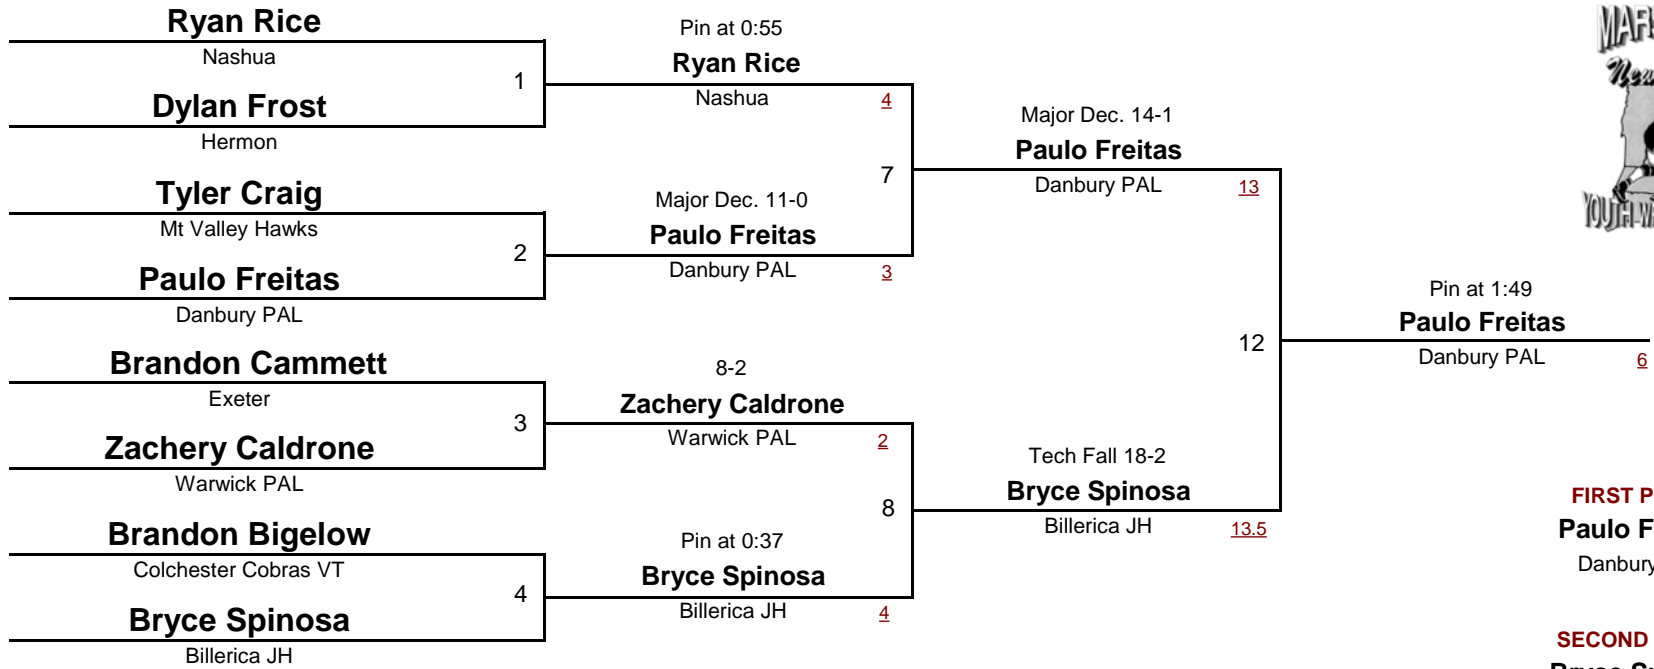 Ryan Rice
Nashua
1
Dylan Frost
Hermon
Tyler Craig
Mt Valley Hawks
2
Paulo Freitas
Danbury PAL
Brandon Cammett
Exeter
3
Zachery Caldrone
Warwick PAL
Brandon Bigelow
Colchester Cobras VT
4
Bryce Spinosa
Billerica JH
Pin at 0:55
Ryan Rice
Nashua 4
7
Major Dec. 11-0
Paulo Freitas
Danbury PAL 3
8-2
Zachery Caldrone
Warwick PAL 2
8
Pin at 0:37
Bryce Spinosa
Billerica JH 4
Major Dec. 14-1
Paulo Freitas
Danbury PAL 13
12
Tech Fall 18-2
Bryce Spinosa
Billerica JH 13.5
Pin at 1:49
Paulo Freitas
Danbury PAL 6
FIRST P
Paulo F
Danbury
SECOND